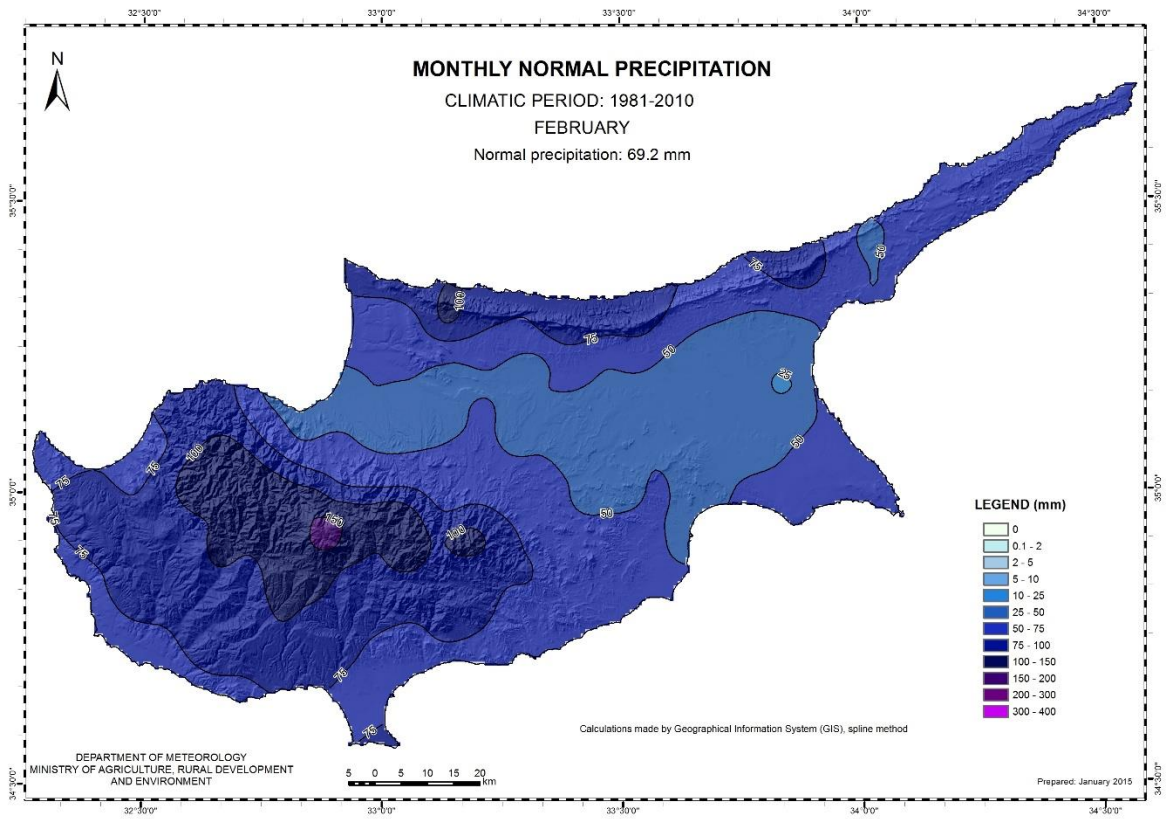 32°30'0"
33°0'0"
33°30'0"
34°0'0"
34°30'0"
N
MONTHLY NORMAL PRECIPITATION
CLIMATIC PERIOD: 1981-2010
FEBRUARY
Normal precipitation: 69.2 mm
35°30'0"
35°30'0"
50
75
100
75
50
25
50
100
75
75
75
75
150
100
50
35°0'0"
35°0'0"
75
75
LEGEND (mm)
0
0.1 - 2
2 - 5
5 - 10
10 - 25
25 - 50
50 - 75
75 - 100
100 - 150
150 - 200
200 - 300
300 - 400
Calculations made by Geographical Information System (GIS), spline method
DEPARTMENT OF METEOROLOGY
MINISTRY OF AGRICULTURE, RURAL DEVELOPMENT
AND ENVIRONMENT
5 0 5 10 15 20
km
Prepared: January 2015
34°30'0"
34°30'0"
32°30'0"
33°0'0"
33°30'0"
34°0'0"
34°30'0"